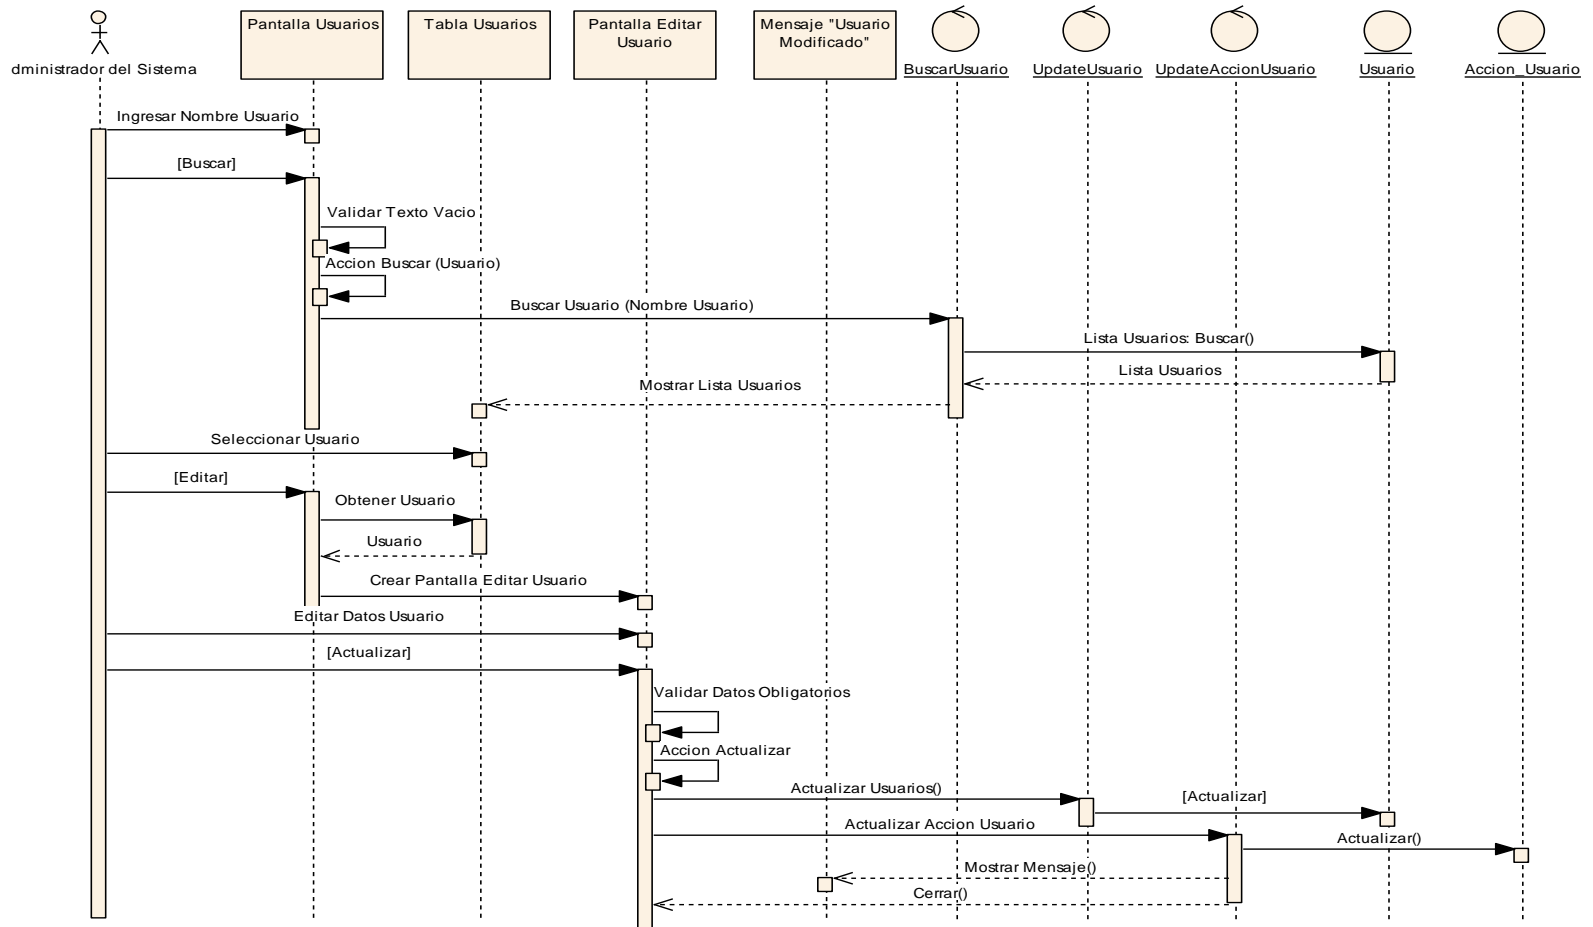 Pantalla Usuarios
Tabla Usuarios
Pantalla Editar
Usuario
Mensaje "Usuario
Modificado"
dministrador del Sistema
BuscarUsuario
UpdateUsuario
UpdateAccionUsuario
Usuario
Accion_Usuario
Ingresar Nombre Usuario
[Buscar]
Validar Texto Vacio
Accion Buscar (Usuario)
Buscar Usuario (Nombre Usuario)
Lista Usuarios: Buscar()
Lista Usuarios
Mostrar Lista Usuarios
Seleccionar Usuario
[Editar]
Obtener Usuario
Usuario
Crear Pantalla Editar Usuario
Editar Datos Usuario
[Actualizar]
Validar Datos Obligatorios
Accion Actualizar
Actualizar Usuarios()
[Actualizar]
Actualizar Accion Usuario
Actualizar()
Mostrar Mensaje()
Cerrar()